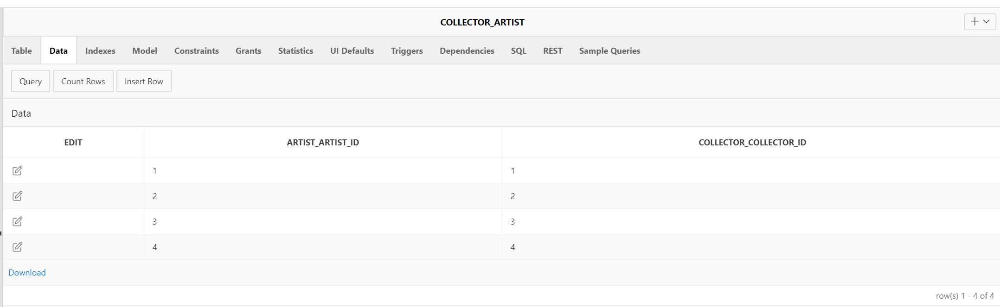 COLLECTOR_ARTIST
Table Data Indexes Model Constraints Grants Statistics UI Defaults Triggers Dependencies SQL REST Sample Queries
Query Count Rows Insert Row
Data
EDIT ARTIST_ARTIST_ID COLLECTOR_COLLECTOR_ID
1 1
2 2
3 3
4 4
Download
row(s) 1 - 4 of 4